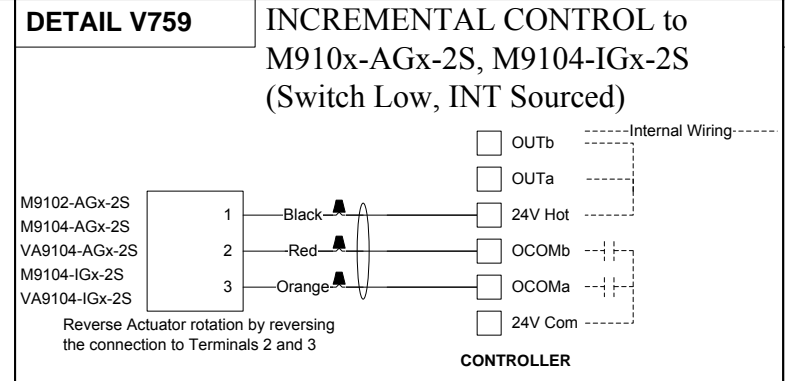 DETAIL V759
INCREMENTAL CONTROL to
M910x-AGx-2S, M9104-IGx-2S
(Switch Low, INT Sourced)
Internal Wiring
OUTb
OUTa
M9102-AGx-2S
M9104-AGx-2S
VA9104-AGx-2S
M9104-IGx-2S
VA9104-IGx-2S
1 Black 24V Hot
2 Red OCOMb
3 Orange OCOMa
24V Com
Reverse Actuator rotation by reversing
the connection to Terminals 2 and 3
CONTROLLER